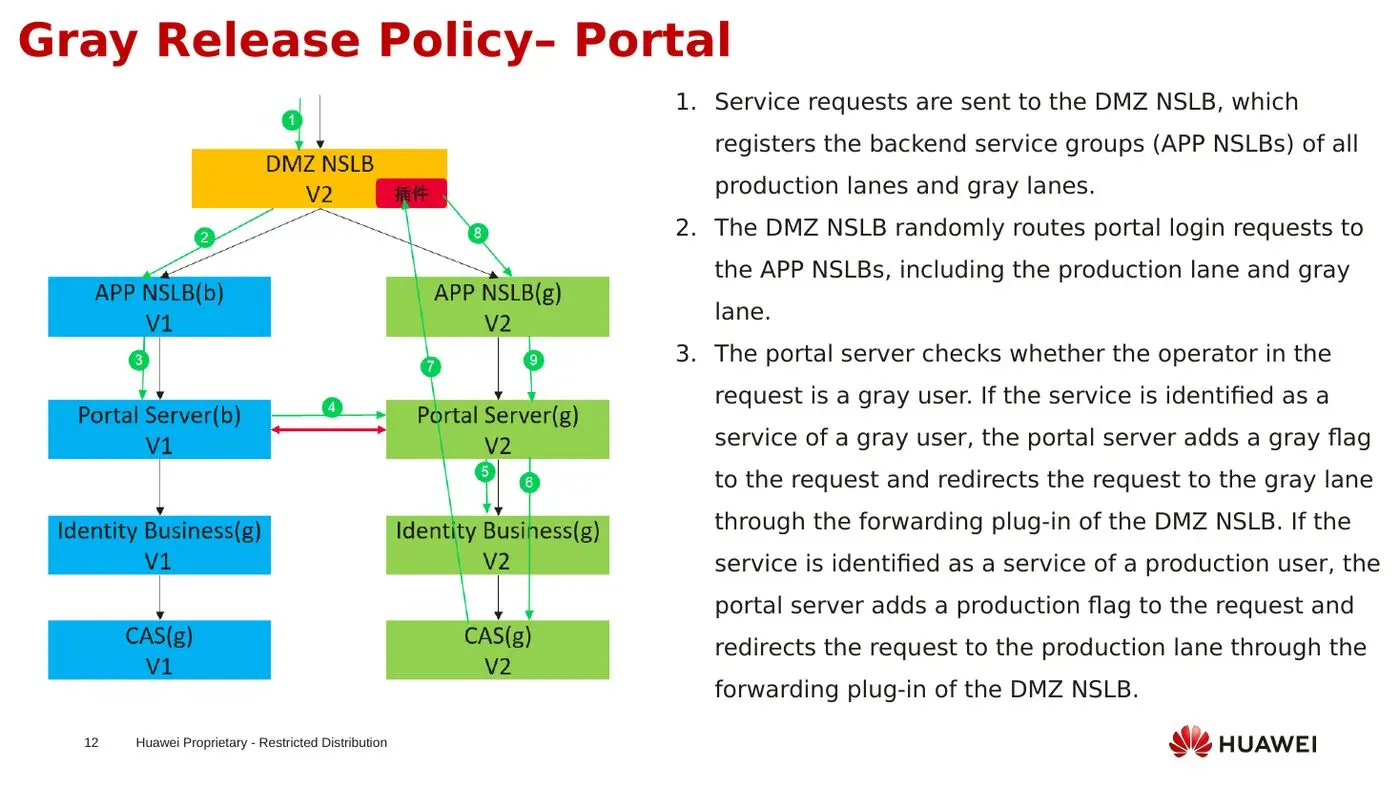 Gray Release Policy– Portal
1
DMZ NSLB
V2
插件
2
8
APP NSLB(b)
V1
APP NSLB(g)
V2
3
7
9
Portal Server(b)
V1
4
Portal Server(g)
V2
5
6
Identity Business(g)
V1
Identity Business(g)
V2
CAS(g)
V1
CAS(g)
V2
1. Service requests are sent to the DMZ NSLB, which
registers the backend service groups (APP NSLBs) of all
production lanes and gray lanes.
2. The DMZ NSLB randomly routes portal login requests to
the APP NSLBs, including the production lane and gray
lane.
3. The portal server checks whether the operator in the
request is a gray user. If the service is identified as a
service of a gray user, the portal server adds a gray flag
to the request and redirects the request to the gray lane
through the forwarding plug-in of the DMZ NSLB. If the
service is identified as a service of a production user, the
portal server adds a production flag to the request and
redirects the request to the production lane through the
forwarding plug-in of the DMZ NSLB.
12 Huawei Proprietary - Restricted Distribution
HUAWEI